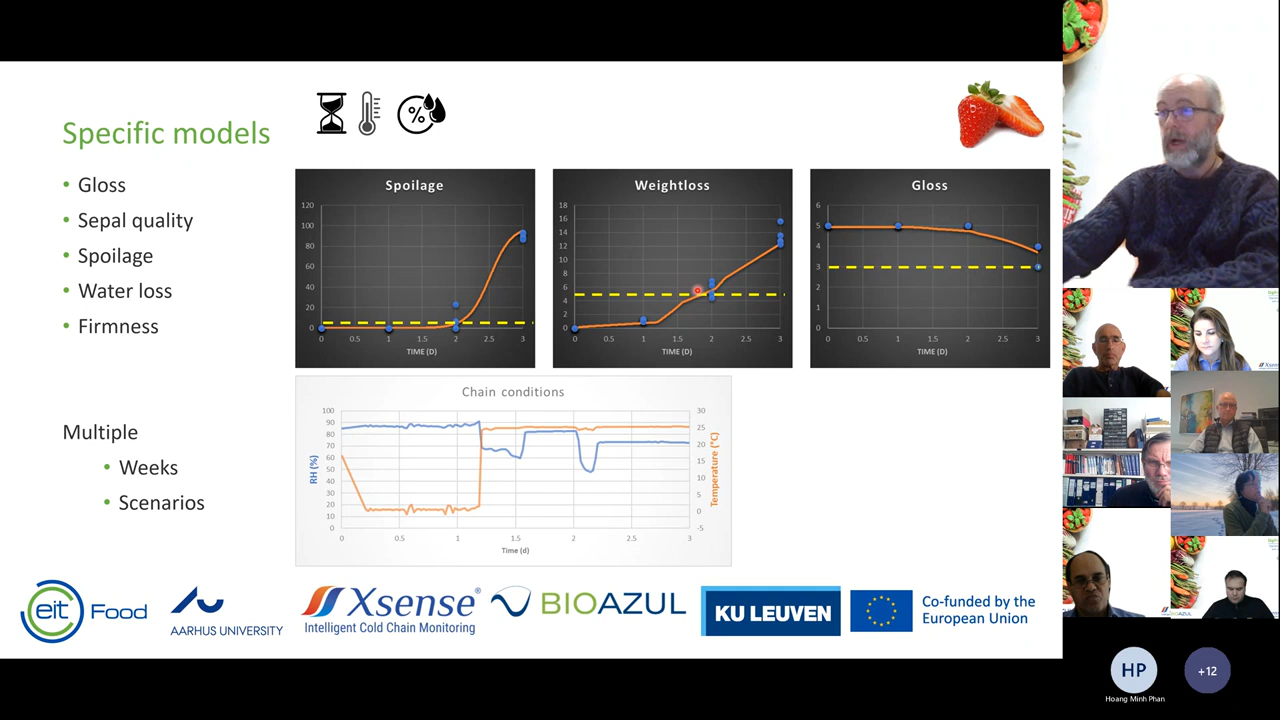 Specific models
• Gloss
• Sepal quality
• Spoilage
• Water loss
• Firmness
Multiple
• Weeks
• Scenarios
%
Spoilage
120
100
80
60
40
20
0
0 0.5 1 1.5 2 2.5 3
TIME (D)
Weightloss
18
16
14
12
10
8
6
4
2
0
0 0.5 1 1.5 2 2.5 3
TIME (D)
Gloss
6
5
4
3
2
1
0
0 0.5 1 1.5 2 2.5 3
TIME (D)
Chain conditions
RH (%)
100
90
80
70
60
50
40
30
20
10
0
30
25
20
15
10
5
0
-5
Temperature (°C)
0 0.5 1 1.5 2 2.5 3
Time (d)
eit Food
AARHUS UNIVERSITY
Xsense®
Intelligent Cold Chain Monitoring
BIOAZUL
KU LEUVEN
Co-funded by the
European Union
HP
Hoang Minh Phan
+12